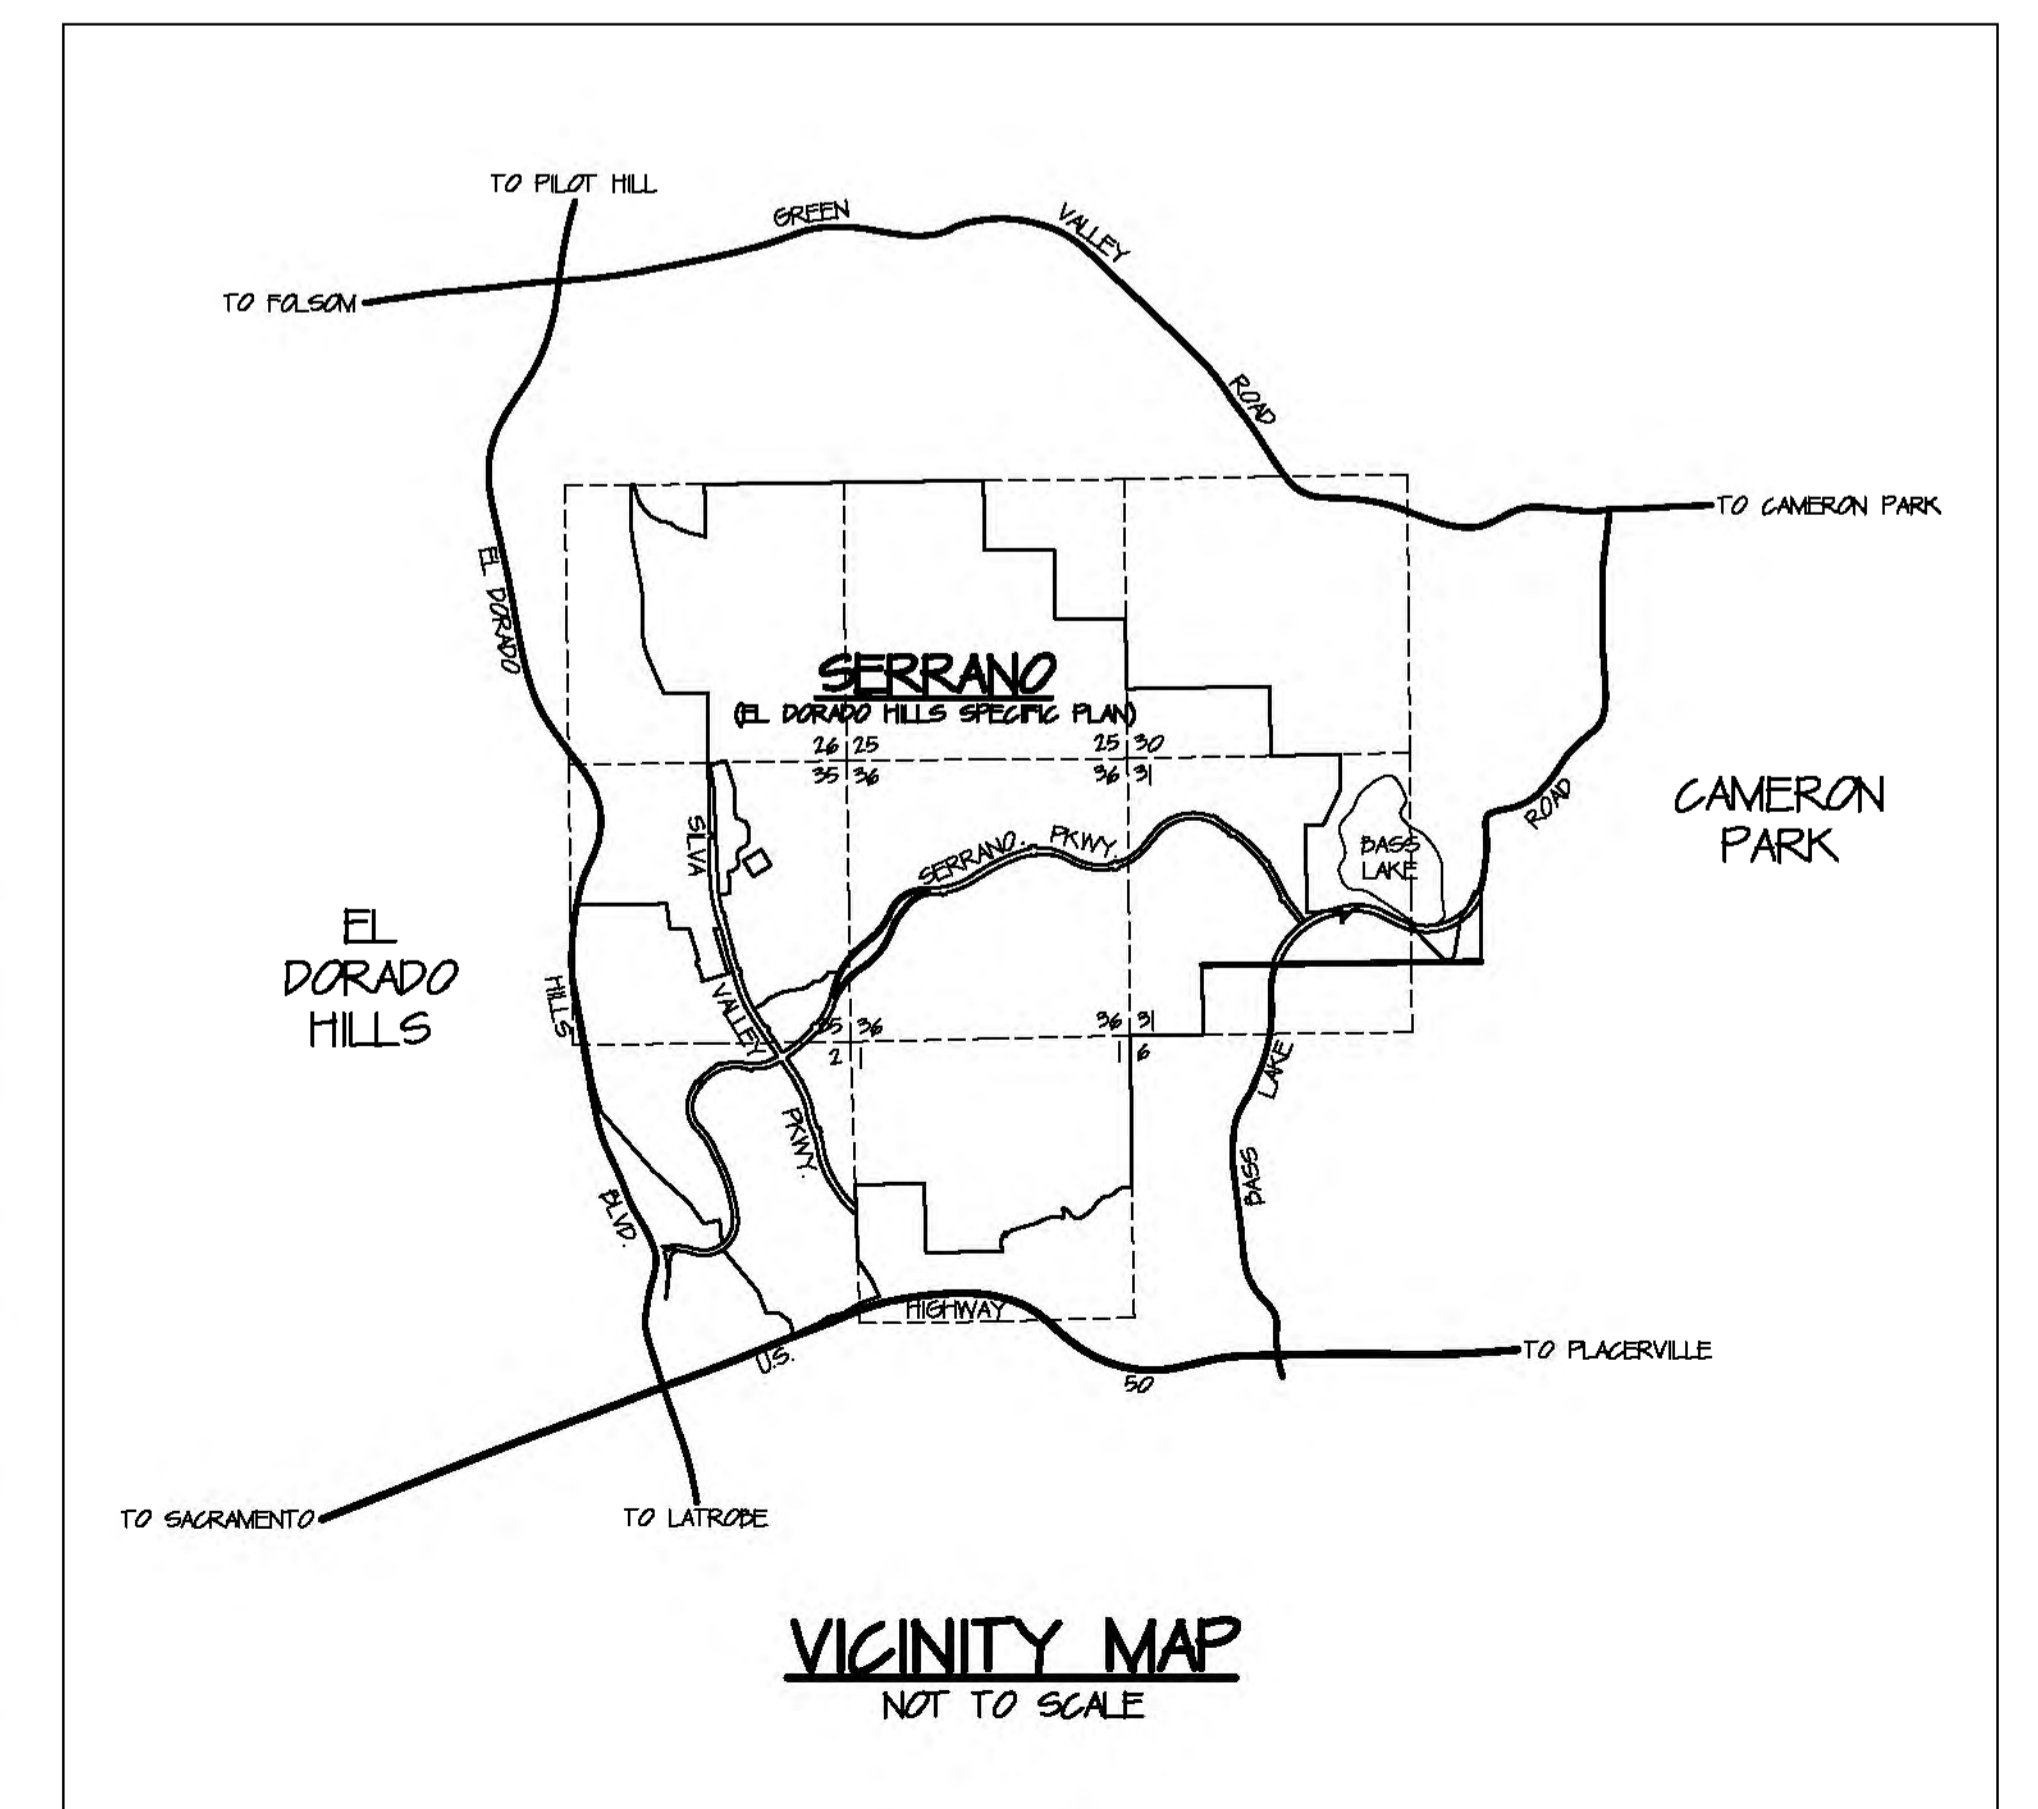 TO PILOT HILL
GREEN
VALLEY
TO FOLSOM
ROAD
TO CAMERON PARK
EL DORADO
SERRANO
(EL DORADO HILLS SPECIFIC PLAN)
26 25
25 30
35 36
36 31
CAMERON
PARK
ROAD
SILVA
SERRANO
PKWY.
BASS
LAKE
EL
DORADO
HILLS
HILLS
VALLEY
35 36
36 31
2 1
1 6
LAKE
PKWY.
BASS
BLVD.
HIGHWAY
U.S.
50
TO PLACERVILLE
TO SACRAMENTO
TO LATROBE
VICINITY MAP
NOT TO SCALE